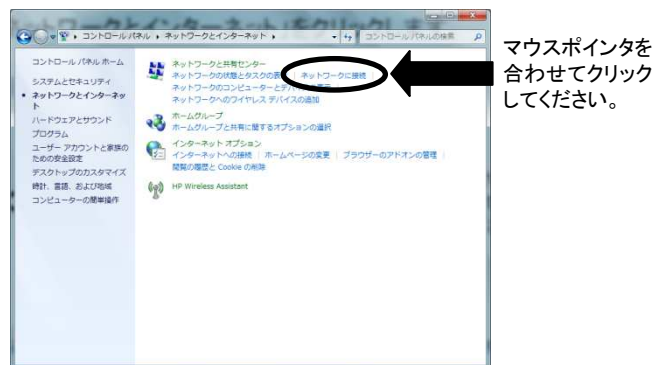 コントロール パネル ▸ ネットワークとインターネット ▸
コントロール パネルの検索
コントロール パネル ホーム
システムとセキュリティ
• ネットワークとインターネッ
ト
ハードウェアとサウンド
プログラム
ユーザー アカウントと家族の
ための安全設定
デスクトップのカスタマイズ
時計、言語、および地域
コンピューターの簡単操作
ネットワークと共有センター
ネットワークの状態とタスクの表 ネットワークに接続
ネットワークのコンピューターとデバ
ネットワークへのワイヤレス デバイスの追加
ホームグループ
ホームグループと共有に関するオプションの選択
インターネット オプション
インターネットへの接続 | ホームページの変更 | ブラウザーのアドオンの管理
閲覧の履歴と Cookie の削除
HP Wireless Assistant
マウスポインタを
合わせてクリック
してください。